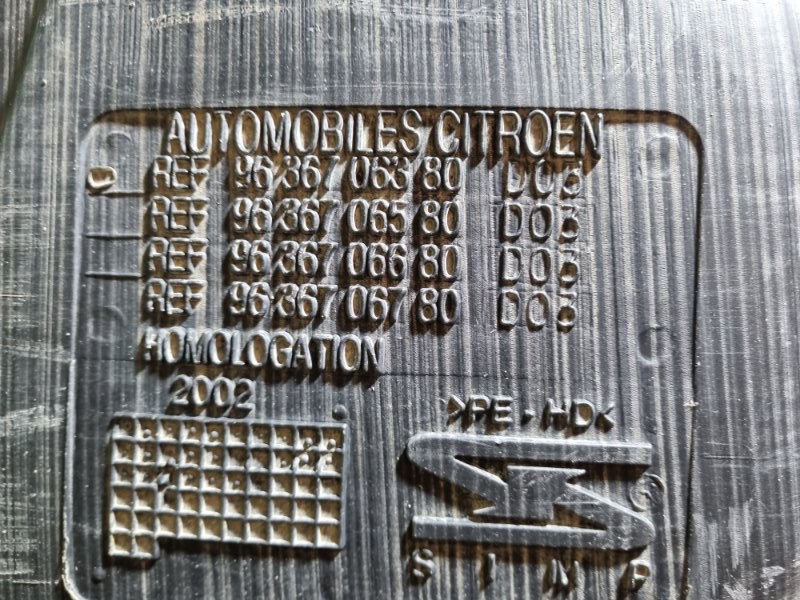 AUTOMOBILES CITROEN
REF 96 367 063 80 D03
REF 96 367 065 80 D03
REF 96 367 066 80 D03
REF 96 367 067 80 D03
HOMOLOGATION
2002
>PE-HD<
S I M P